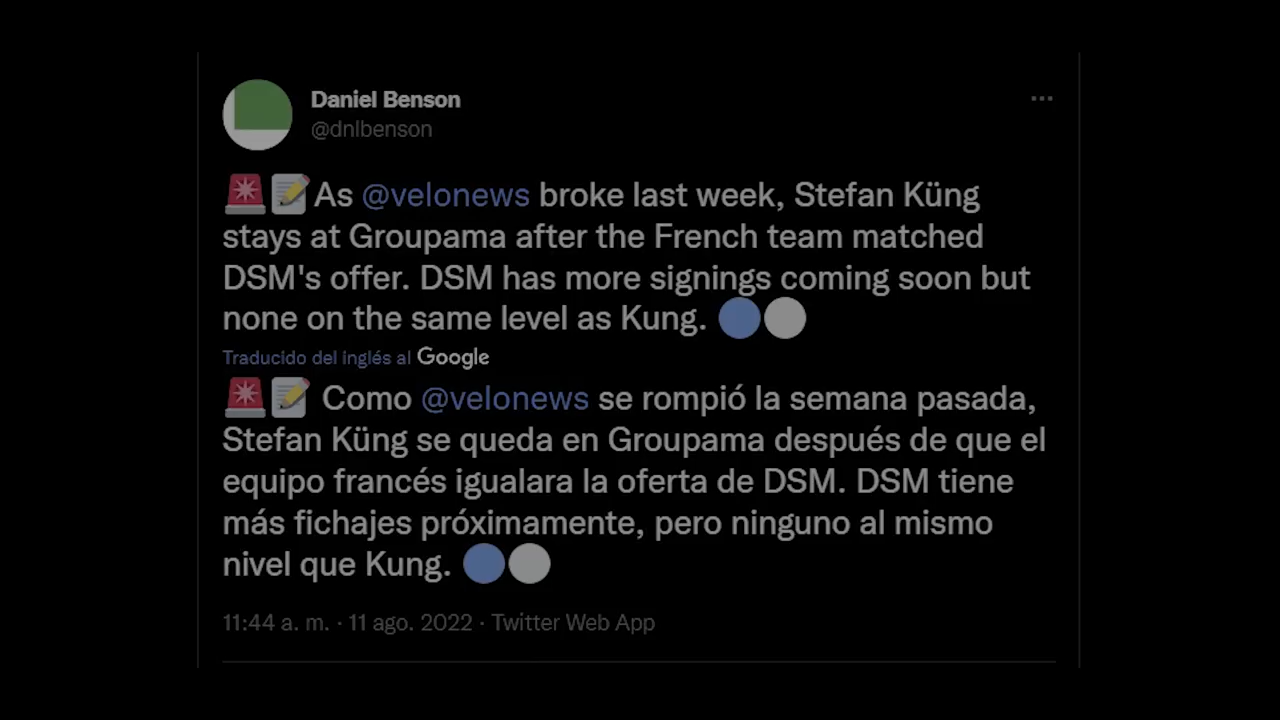 Daniel Benson
@dnlbenson
🚨📝As @velonews broke last week, Stefan Küng
stays at Groupama after the French team matched
DSM's offer. DSM has more signings coming soon but
none on the same level as Kung. 🔵⚪
Traducido del inglés al Google
🚨📝 Como @velonews se rompió la semana pasada,
Stefan Küng se queda en Groupama después de que el
equipo francés igualara la oferta de DSM. DSM tiene
más fichajes próximamente, pero ninguno al mismo
nivel que Kung. 🔵⚪
11:44 a. m. · 11 ago. 2022 · Twitter Web App